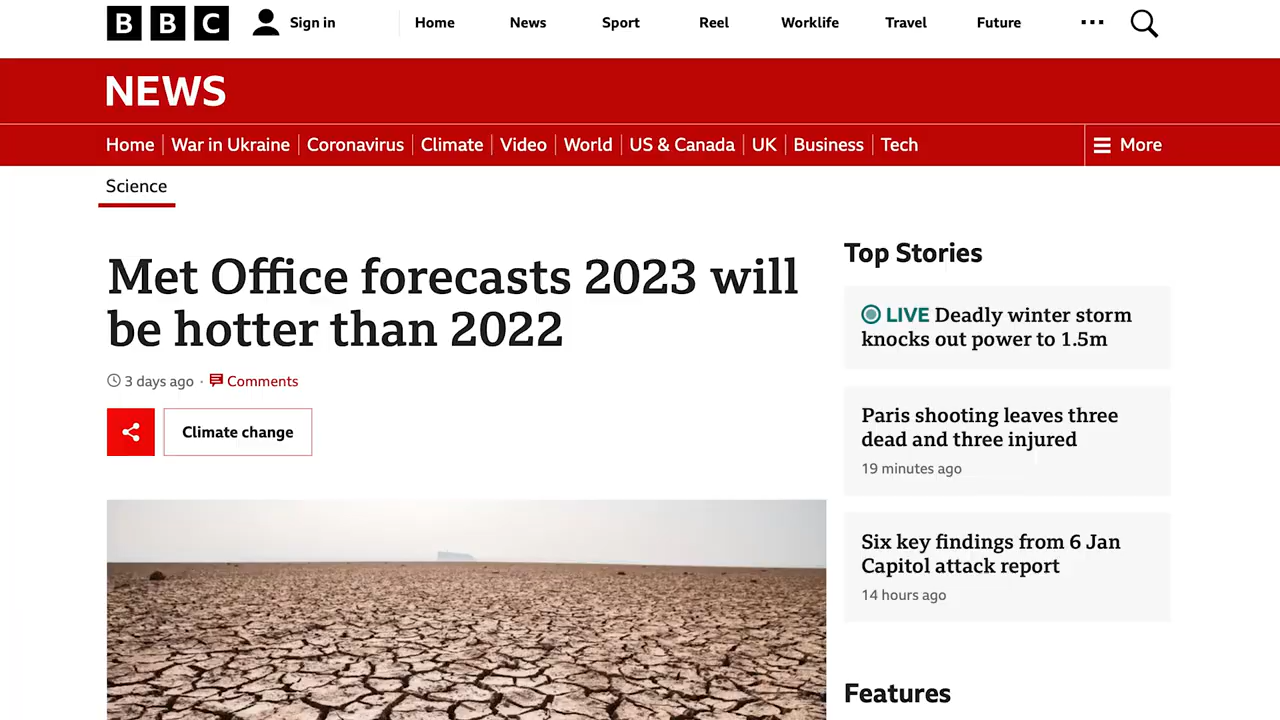 BBC
Sign in
Home
News
Sport
Reel
Worklife
Travel
Future
NEWS
Home
War in Ukraine
Coronavirus
Climate
Video
World
US & Canada
UK
Business
Tech
More
Science
Met Office forecasts 2023 will
be hotter than 2022
3 days ago · Comments
Climate change
Top Stories
LIVE Deadly winter storm
knocks out power to 1.5m
Paris shooting leaves three
dead and three injured
19 minutes ago
Six key findings from 6 Jan
Capitol attack report
14 hours ago
Features